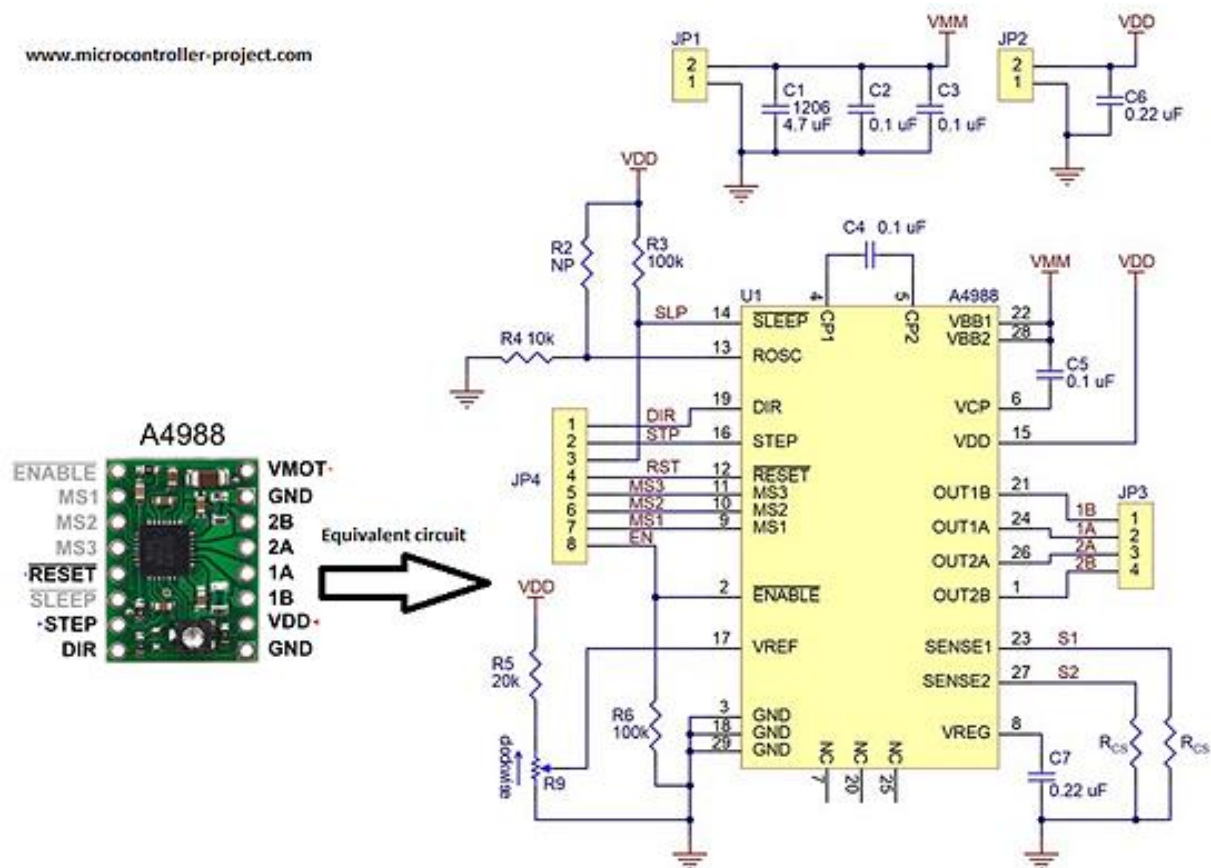 www.microcontroller-project.com
JP1
2
1
VMM
C1
1206
4.7 uF
C2
0.1 uF
C3
0.1 uF
JP2
2
1
VDD
C6
0.22 uF
VDD
R2
NP
R3
100k
R4 10k
C4 0.1 uF
VMM
VDD
U1
A4988
4
CP1
5
CP2
SLP
14
SLEEP
13
ROSC
DIR
19
DIR
STP
16
STEP
RST
12
RESET
MS3
11
MS3
MS2
10
MS2
MS1
9
MS1
EN
2
ENABLE
17
VREF
3
GND
18
GND
29
GND
JP4
1
2
3
4
5
6
7
8
VBB1
22
VBB2
28
C5
0.1 uF
VCP
6
VDD
15
OUT1B
21
1B
OUT1A
24
1A
OUT2A
26
2A
OUT2B
1
2B
JP3
1
2
3
4
SENSE1
23
S1
SENSE2
27
S2
VREG
8
C7
0.22 uF
RCS
RCS
NC
7
NC
20
NC
25
VDD
R5
20k
clockwise
R9
R6
100k
A4988
ENABLE
MS1
MS2
MS3
RESET
SLEEP
STEP
DIR
VMOT
GND
2B
2A
1A
1B
VDD
GND
Equivalent circuit